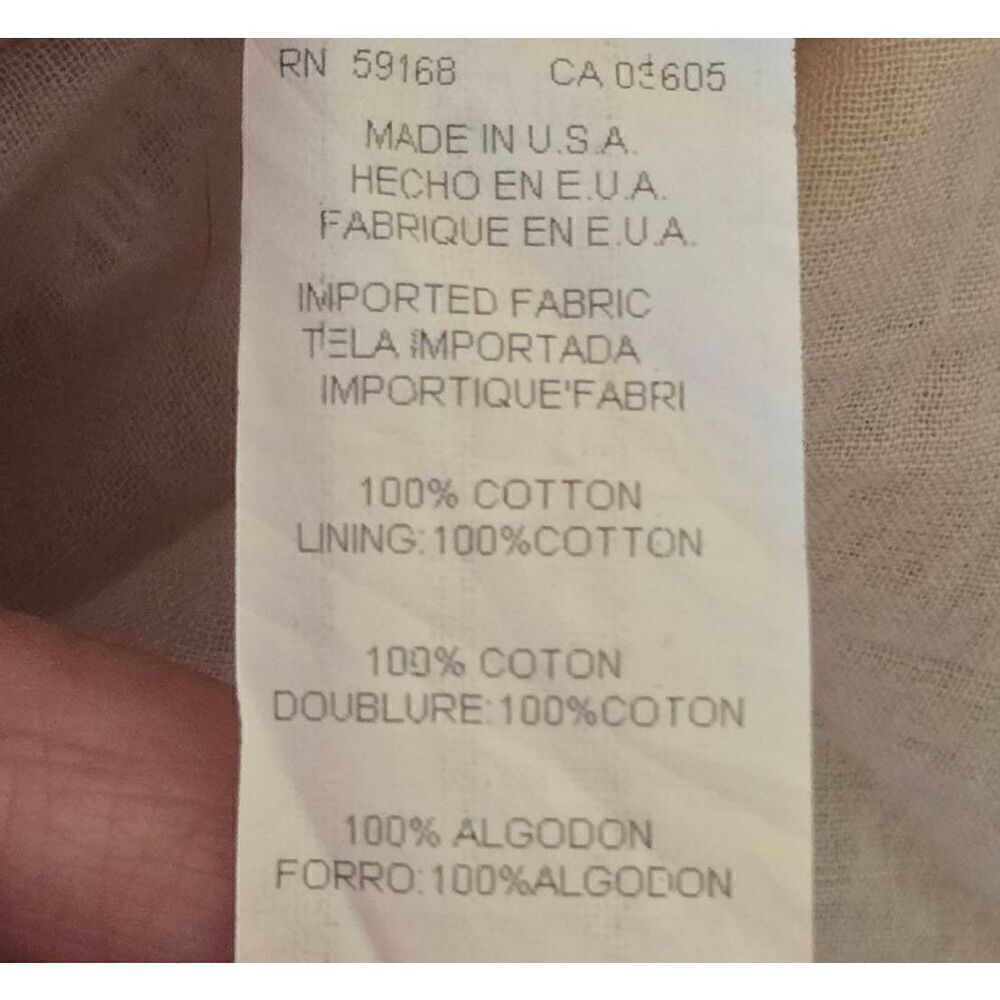 RN 59168 CA
MADE IN U.S.A.
HECHO EN E.U.A.
FABRIQUE EN E.U.A.
IMPORTED FABRIC
TELA IMPORTADA
IMPORTIQUE'FABRI
100% COTTON
LINING:100%COTTON
100% COTON
DOUBLURE:100%COTON
100% ALGODON
FORRO:100%ALGODON